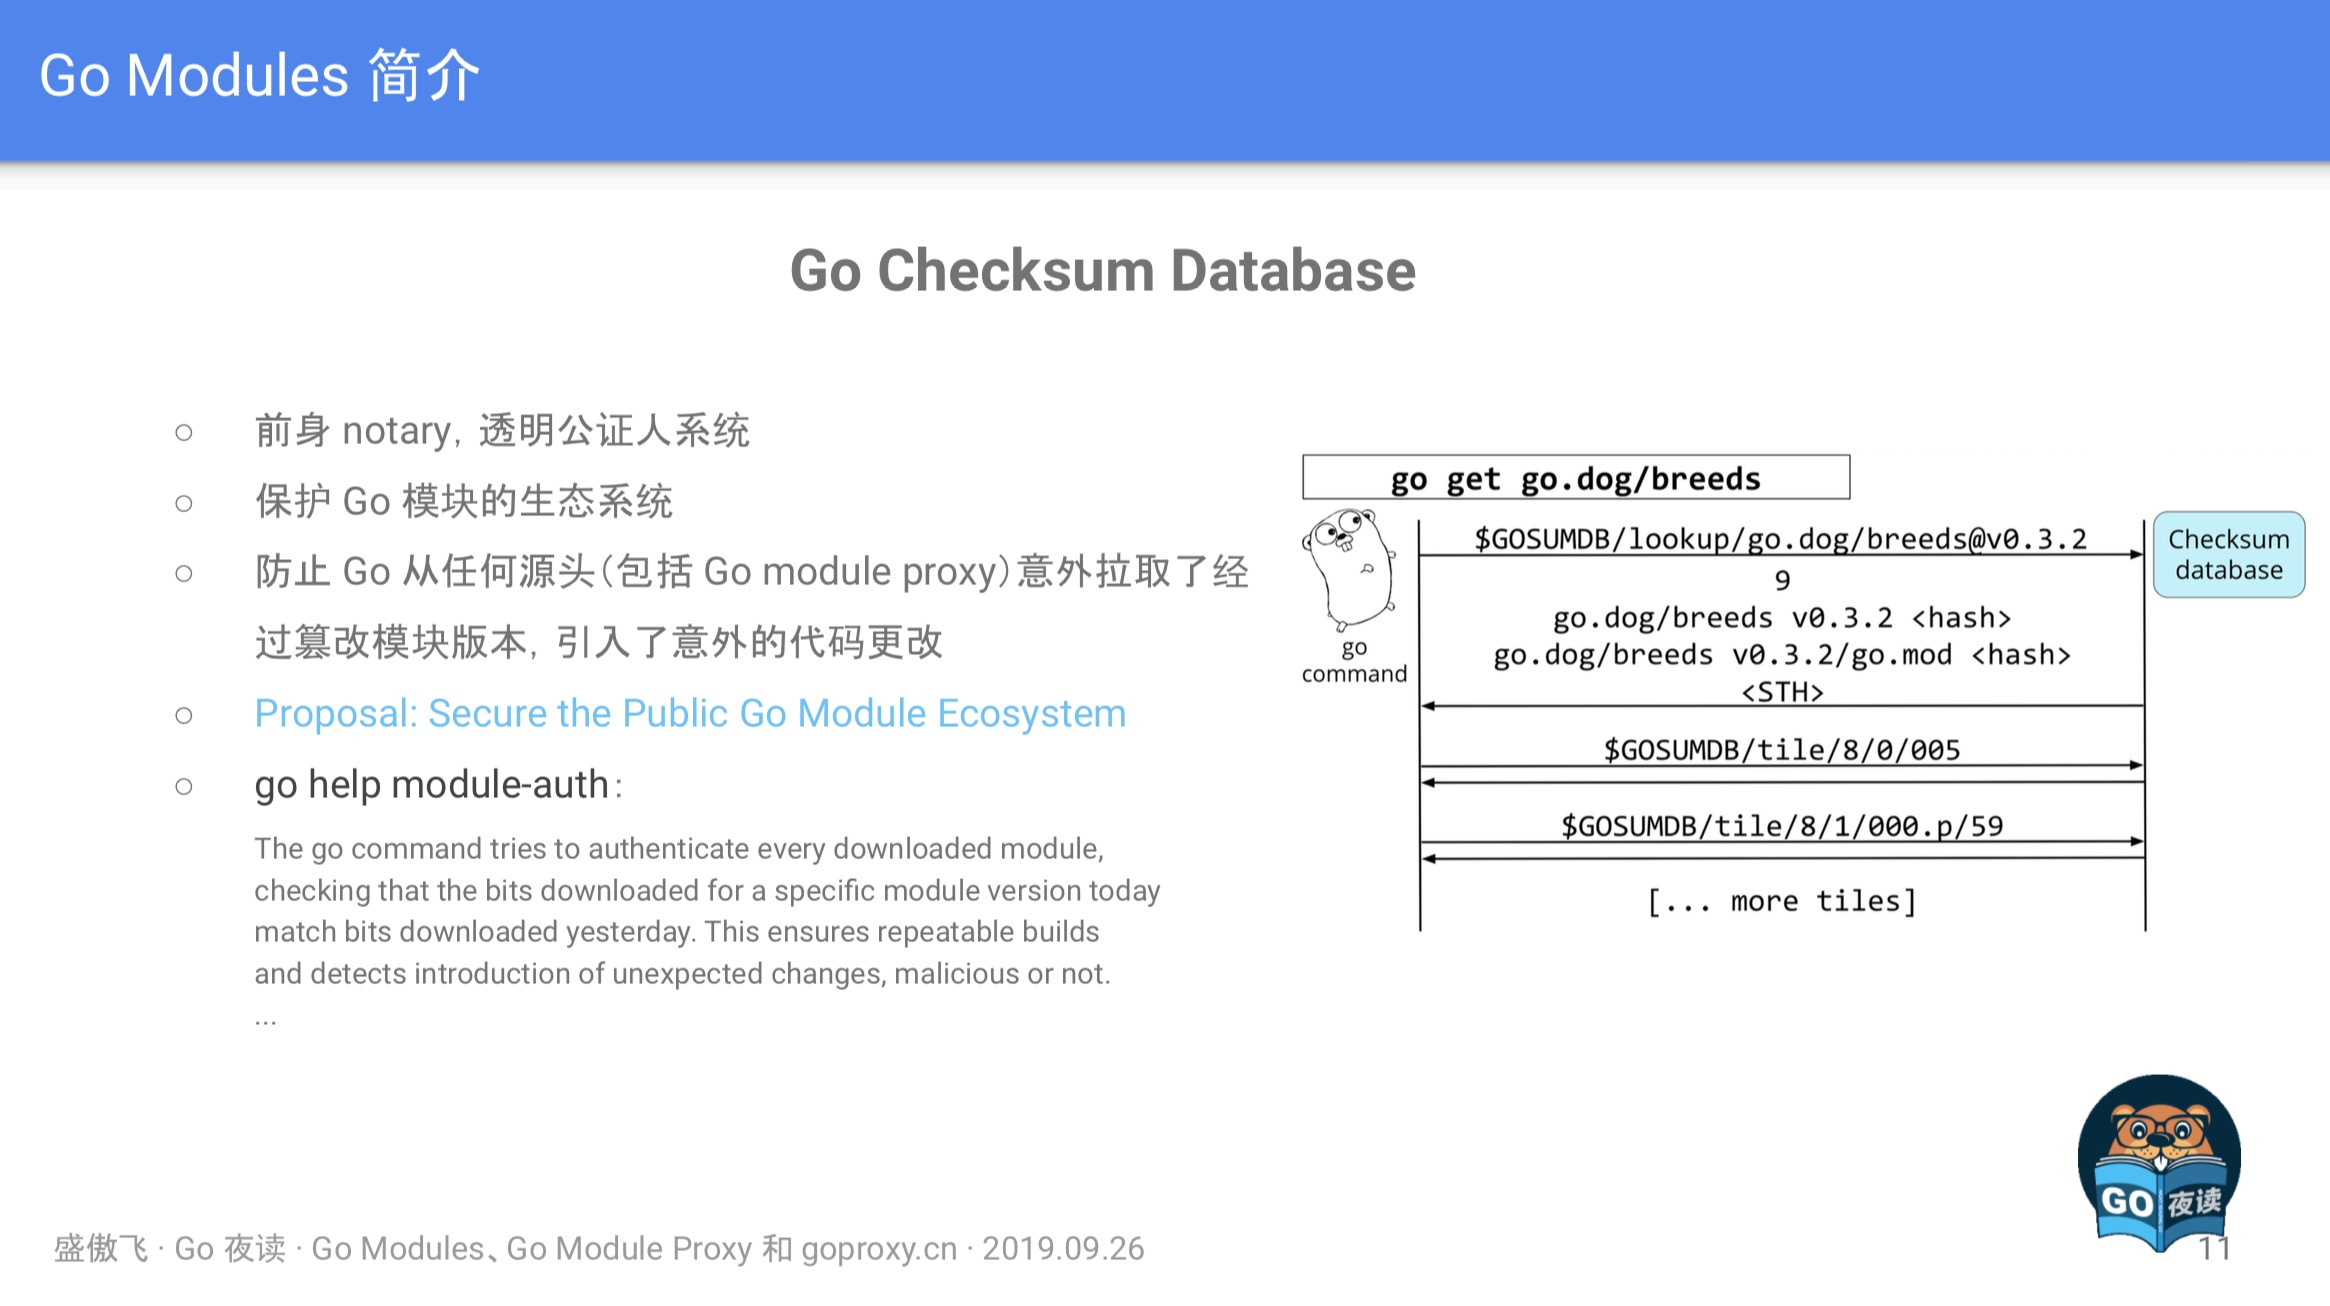 Go Modules 简介
Go Checksum Database
前身 notary，透明公证人系统
保护 Go 模块的生态系统
防止 Go 从任何源头（包括 Go module proxy）意外拉取了经
过篡改模块版本，引入了意外的代码更改
Proposal: Secure the Public Go Module Ecosystem
go help module-auth：
The go command tries to authenticate every downloaded module,
checking that the bits downloaded for a specific module version today
match bits downloaded yesterday. This ensures repeatable builds
and detects introduction of unexpected changes, malicious or not.
...
go get go.dog/breeds
go
command
$GOSUMDB/lookup/go.dog/breeds@v0.3.2
9
go.dog/breeds v0.3.2 <hash>
go.dog/breeds v0.3.2/go.mod <hash>
<STH>
$GOSUMDB/tile/8/0/005
$GOSUMDB/tile/8/1/000.p/59
[... more tiles]
Checksum
database
GO 夜读
盛傲飞 · Go 夜读 · Go Modules、Go Module Proxy 和 goproxy.cn · 2019.09.26
11